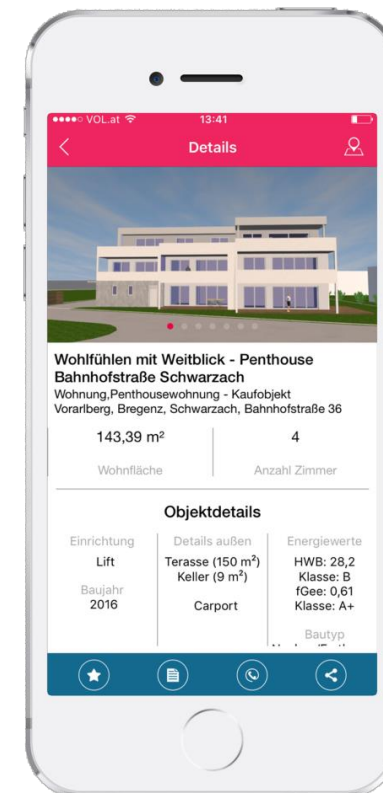 VOL.at 13:41
Details
Wohlfühlen mit Weitblick - Penthouse
Bahnhofstraße Schwarzach
Wohnung,Penthousewohnung - Kaufobjekt
Vorarlberg, Bregenz, Schwarzach, Bahnhofstraße 36
143,39 m² 4
Wohnfläche Anzahl Zimmer
Objektdetails
Einrichtung Details außen Energiewerte
Lift Terasse (150 m²) HWB: 28,2
Keller (9 m²) Klasse: B
Baujahr fGee: 0,61
2016 Carport Klasse: A+
Bautyp